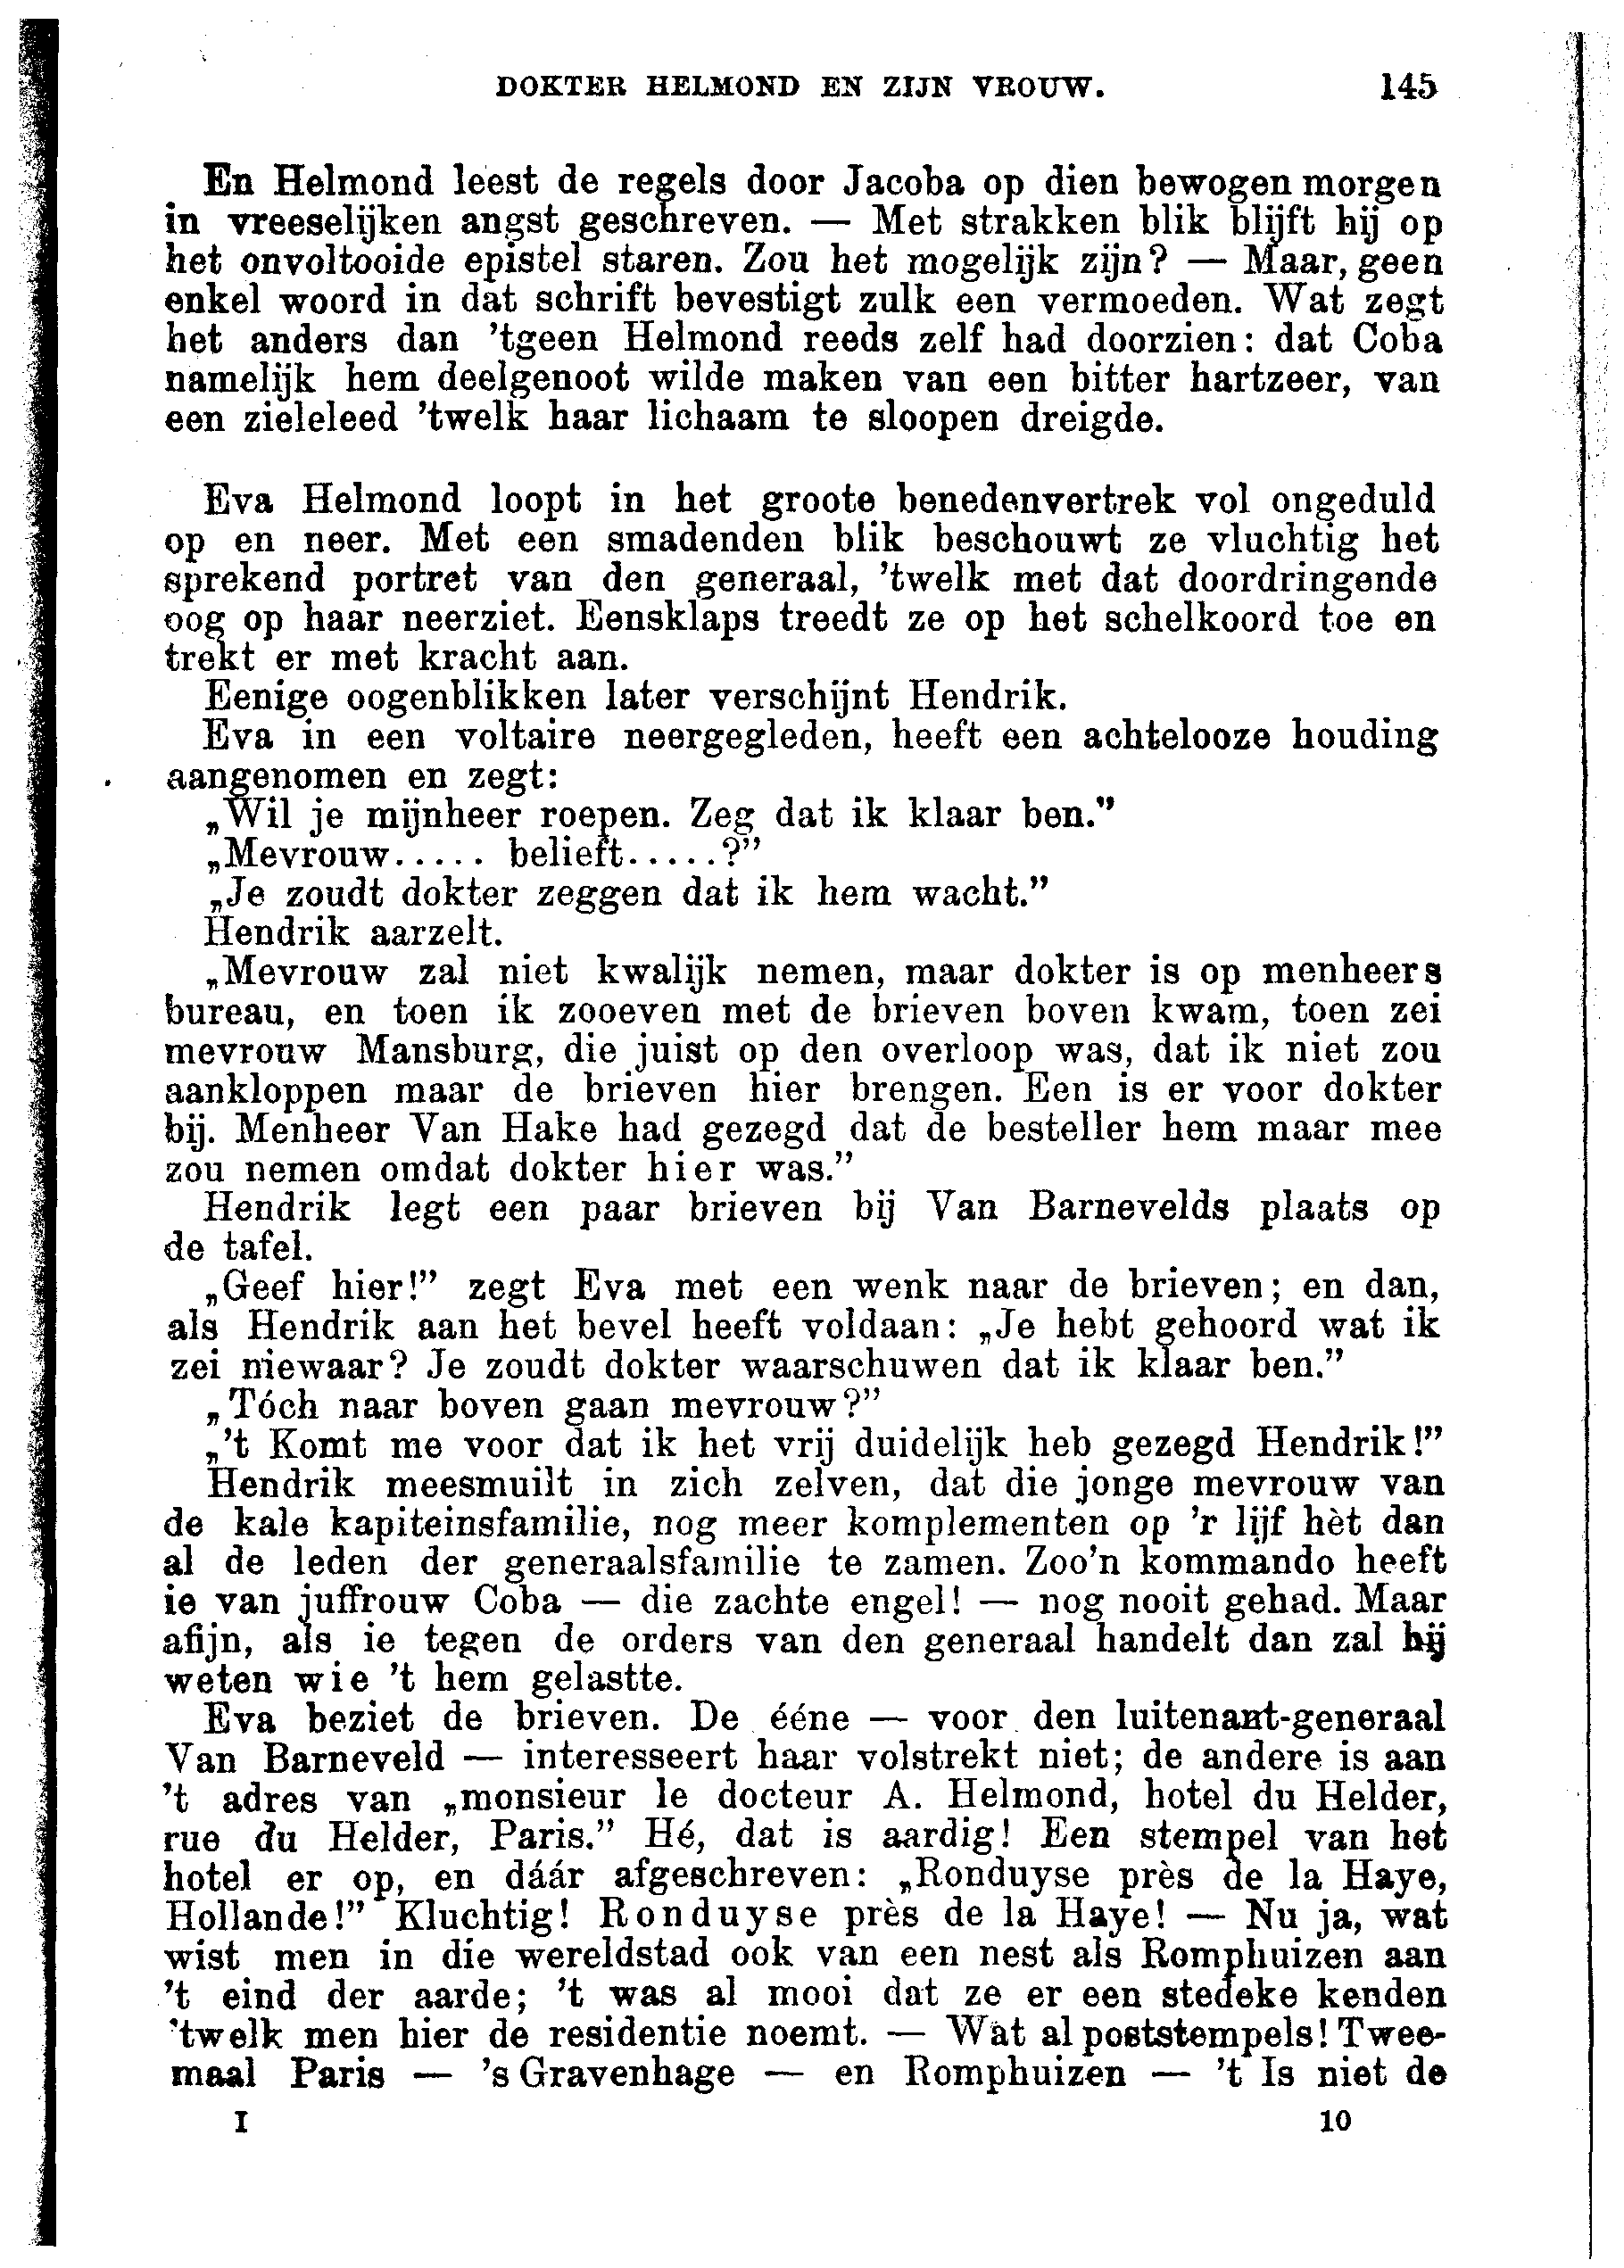 DOKTER HELMOND EN ZIJN VROUW. 145
En Helmond leest de regels door Jacoba op dien bewogen morgen
in vreeselijken angst geschreven. — Met strakken blik blijft hij op
het onvoltooide epistel staren. Zou het mogelijk zijn? — Maar, geen
enkel woord in dat schrift bevestigt zulk een vermoeden. Wat zegt
het anders dan 'tgeen Helmond reeds zelf had doorzien: dat Coba
namelijk hem deelgenoot wilde maken van een bitter hartzeer, van
een zieleleed 'twelk haar lichaam te sloopen dreigde.
Eva Helmond loopt in het groote benedenvertrek vol ongeduld
op en neer. Met een smadenden blik beschouwt ze vluchtig het
sprekend portret van den generaal, 'twelk met dat doordringende
oog op haar neerziet. Eensklaps treedt ze op het schelkoord toe en
trekt er met kracht aan.
Eenige oogenblikken later verschijnt Hendrik.
Eva in een voltaire neergegleden, heeft een achtelooze houding
aangenomen en zegt:
„Wil je mijnheer roepen. Zeg dat ik klaar ben."
„Mevrouw..... belieft.....?"
„Je zoudt dokter zeggen dat ik hem wacht."
Hendrik aarzelt.
„Mevrouw zal niet kwalijk nemen, maar dokter is op menheers
bureau, en toen ik zooeven met de brieven boven kwam, toen zei
mevrouw Mansburg, die juist op den overloop was, dat ik niet zou
aankloppen maar de brieven hier brengen. Een is er voor dokter
bij. Menheer Van Hake had gezegd dat de besteller hem maar mee
zou nemen omdat dokter hier was."
Hendrik legt een paar brieven bij Van Barnevelds plaats op
de tafel.
„Geef hier!" zegt Eva met een wenk naar de brieven; en dan,
als Hendrik aan het bevel heeft voldaan: „Je hebt gehoord wat ik
zei niewaar? Je zoudt dokter waarschuwen dat ik klaar ben."
„Tóch naar boven gaan mevrouw?"
„'t Komt me voor dat ik het vrij duidelijk heb gezegd Hendrik!"
Hendrik meesmuilt in zich zelven, dat die jonge mevrouw van
de kale kapiteinsfamilie, nog meer komplementen op 'r lijf hèt dan
al de leden der generaalsfamilie te zamen. Zoo'n kommando heeft
ie van juffrouw Coba — die zachte engel! — nog nooit gehad. Maar
afijn, als ie tegen de orders van den generaal handelt dan zal hij
weten wie 't hem gelastte.
Eva beziet de brieven. De ééne — voor den luitenant-generaal
Van Barneveld — interesseert haar volstrekt niet; de andere is aan
't adres van „monsieur le docteur A. Helmond, hotel du Helder,
rue du Helder, Paris." Hé, dat is aardig! Een stempel van het
hotel er op, en dáár afgeschreven: „Ronduyse près de la Haye,
Hollande!" Kluchtig! Ronduyse près de la Haye! — Nu ja, wat
wist men in die wereldstad ook van een nest als Romphuizen aan
't eind der aarde; 't was al mooi dat ze er een stedeke kenden
'twelk men hier de residentie noemt. — Wat al poststempels! Twee-
maal Paris — 's Gravenhage — en Romphuizen — 't Is niet de
I 10